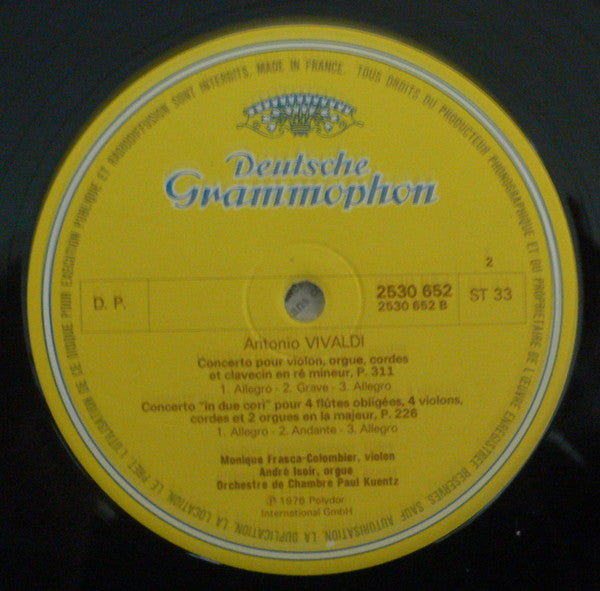 TOUS DROITS DU PRODUCTEUR PHONOGRAPHIQUE ET DU PROPRIÉTAIRE DE L'ŒUVRE ENREGISTRÉE RÉSERVÉS. SAUF AUTORISATION, LA DUPLICATION, LA LOCATION, LE PRÊT, L'UTILISATION DE CE DISQUE POUR EXÉCUTION PUBLIQUE ET RADIODIFFUSION SONT INTERDITS. MADE IN FRANCE.
Deutsche
Grammophon
2
D. P.
2530 652
2530 652 B
ST 33
Antonio VIVALDI
Concerto pour violon, orgue, cordes
et clavecin en ré mineur, P. 311
1. Allegro - 2. Grave - 3. Allegro
Concerto "in due cori" pour 4 flûtes obligées, 4 violons,
cordes et 2 orgues en la majeur, P. 226
1. Allegro - 2. Andante - 3. Allegro
Monique Frasca-Colombier, violon
André Isoir, orgue
Orchestre de Chambre Paul Kuentz
℗ 1976 Polydor
International GmbH